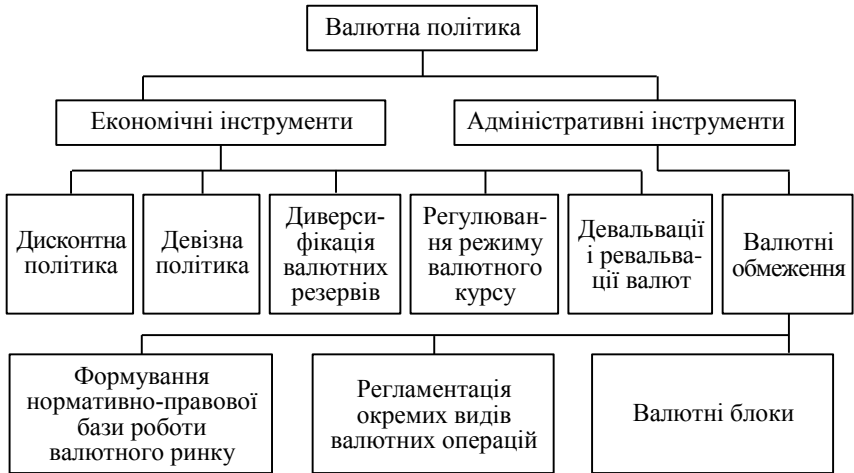 Валютна політика
Економічні інструменти
Адміністративні інструменти
Дисконтна
політика
Девізна
політика
Диверси-
фікація
валютних
резервів
Регулюван-
ня режиму
валютного
курсу
Девальвації
і ревальва-
ції валют
Валютні
обмеження
Формування
нормативно-правової
бази роботи
валютного ринку
Регламентація
окремих видів
валютних операцій
Валютні блоки